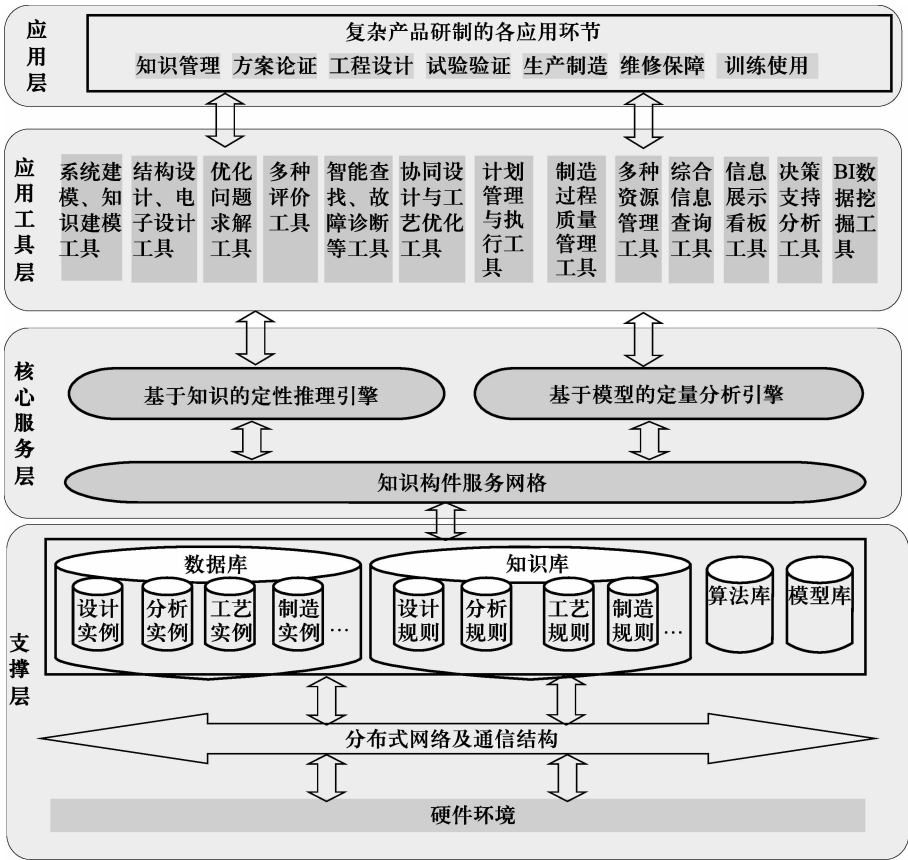 应用层
复杂产品研制的各应用环节
知识管理 方案论证 工程设计 试验验证 生产制造 维修保障 训练使用
应用工具层
系统建
模、知
识建模
工具
结构设
计、电
子设计
工具
优化
问题
求解
工具
多种
评价
工具
智能查
找、故
障诊断
等工具
协同设
计与工
艺优化
工具
计划
管理
与执
行工
具
制造
过程
质量
管理
工具
多种
资源
管理
工具
综合
信息
查询
工具
信息
展示
看板
工具
决策
支持
分析
工具
BI数
据挖
掘工
具
核心服务层
基于知识的定性推理引擎
基于模型的定量分析引擎
知识构件服务网格
支撑层
数据库
设计
实例
分析
实例
工艺
实例
制造
实例
…
知识库
设计
规则
分析
规则
工艺
规则
制造
规则
…
算法库
模型库
分布式网络及通信结构
硬件环境